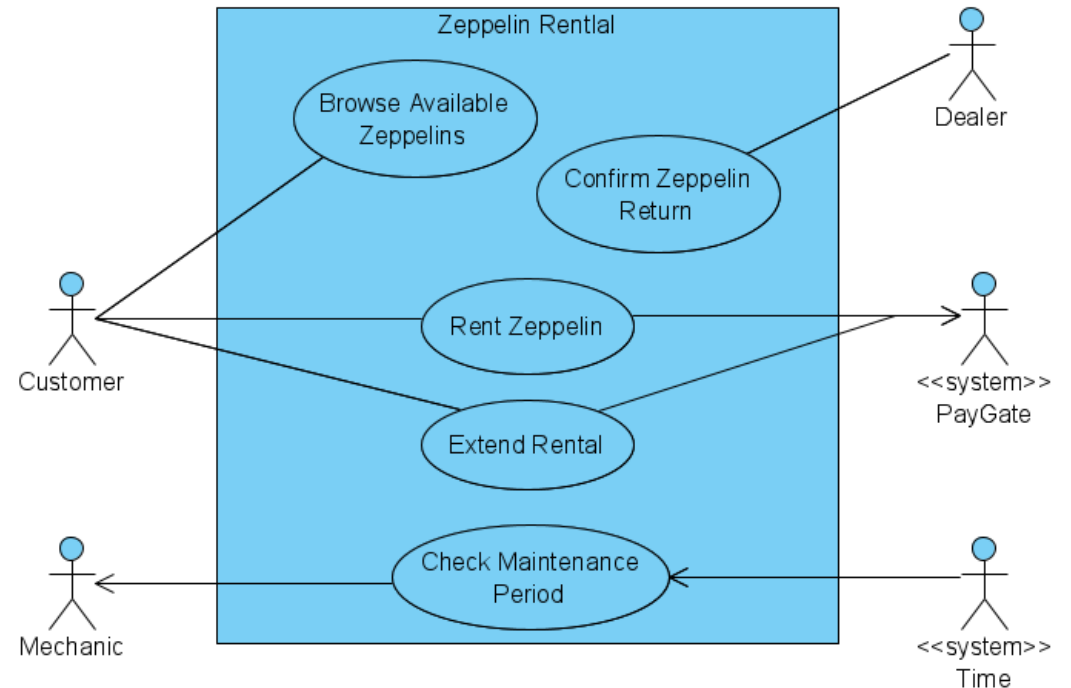 Zeppelin Rentlal
Browse Available
Zeppelins
Dealer
Confirm Zeppelin
Return
Rent Zeppelin
Customer
<<system>>
PayGate
Extend Rental
Check Maintenance
Period
Mechanic
<<system>>
Time